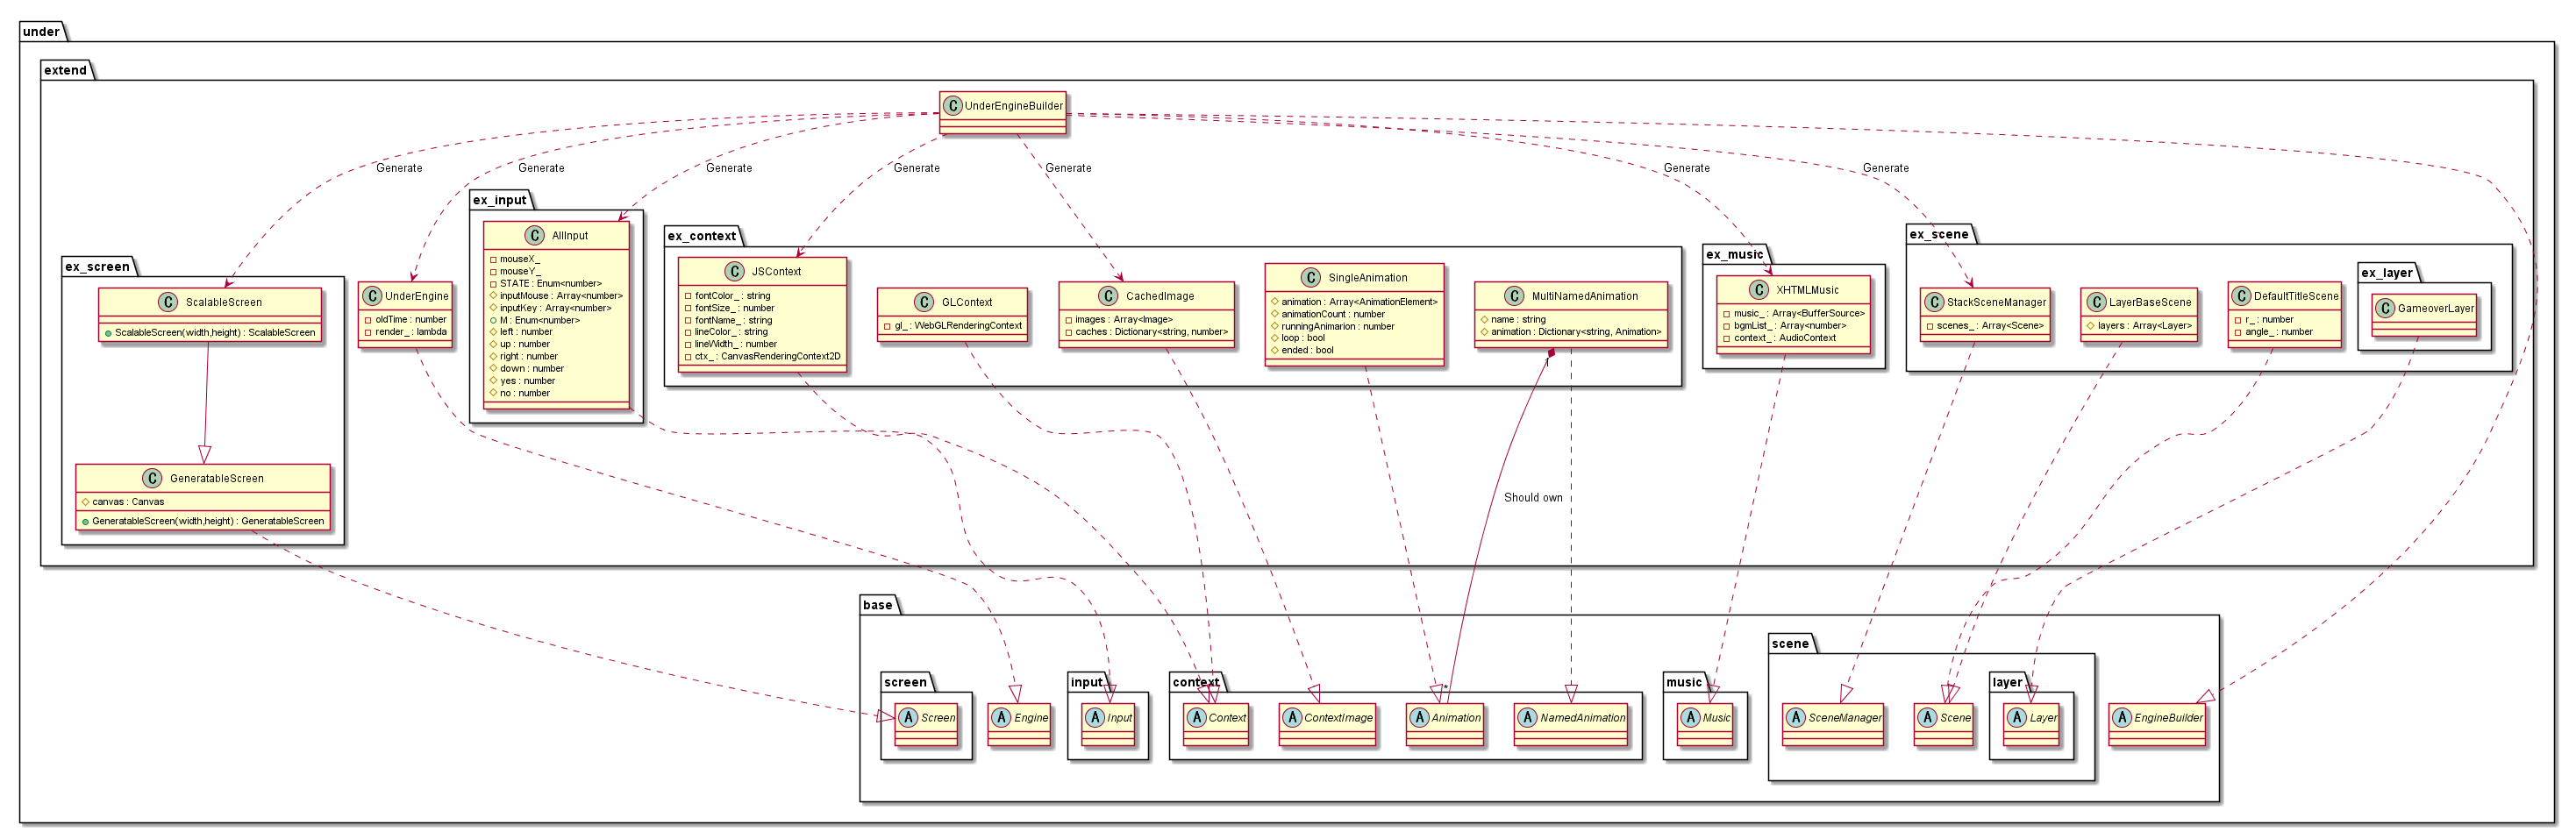 under
extend
C UnderEngineBuilder
Generate
Generate
Generate
Generate
Generate
Generate
Generate
ex_screen
C ScalableScreen
ScalableScreen(width,height) : ScalableScreen
C GeneratableScreen
canvas : Canvas
GeneratableScreen(width,height) : GeneratableScreen
C UnderEngine
oldTime : number
render_ : lambda
ex_input
C AllInput
mouseX_
mouseY_
STATE : Enum<number>
inputMouse : Array<number>
inputKey : Array<number>
M : Enum<number>
left : number
up : number
right : number
down : number
yes : number
no : number
ex_context
C JSContext
fontColor_ : string
fontSize_ : number
fontName_ : string
lineColor_ : string
lineWidth_ : number
ctx_ : CanvasRenderingContext2D
C GLContext
gl_ : WebGLRenderingContext
C CachedImage
images : Array<Image>
caches : Dictionary<string, number>
C SingleAnimation
animation : Array<AnimationElement>
animationCount : number
runningAnimarion : number
loop : bool
ended : bool
C MultiNamedAnimation
name : string
animation : Dictionary<string, Animation>
1
Should own
*
ex_music
C XHTMLMusic
music_ : Array<BufferSource>
bgmList_ : Array<number>
context_ : AudioContext
ex_scene
C StackSceneManager
scenes_ : Array<Scene>
C LayerBaseScene
layers : Array<Layer>
C DefaultTitleScene
r_ : number
angle_ : number
ex_layer
C GameoverLayer
base
screen
A Screen
A Engine
input
A Input
context
A Context
A ContextImage
A Animation
A NamedAnimation
music
A Music
scene
A SceneManager
A Scene
layer
A Layer
A EngineBuilder